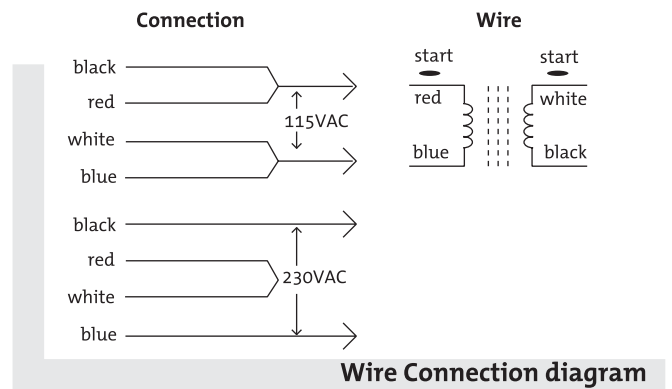 Connection
black
red
115VAC
white
blue
black
red
230VAC
white
blue
Wire
start start
red white
blue black
Wire Connection diagram